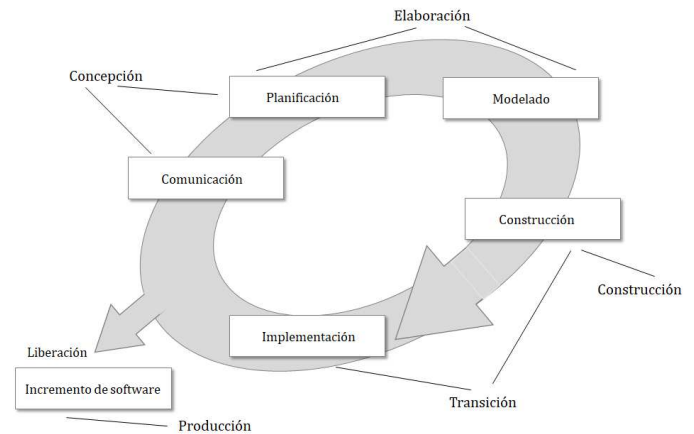 Elaboración
Concepción
Planificación
Modelado
Comunicación
Construcción
Construcción
Implementación
Liberación
Incremento de software
Transición
Producción